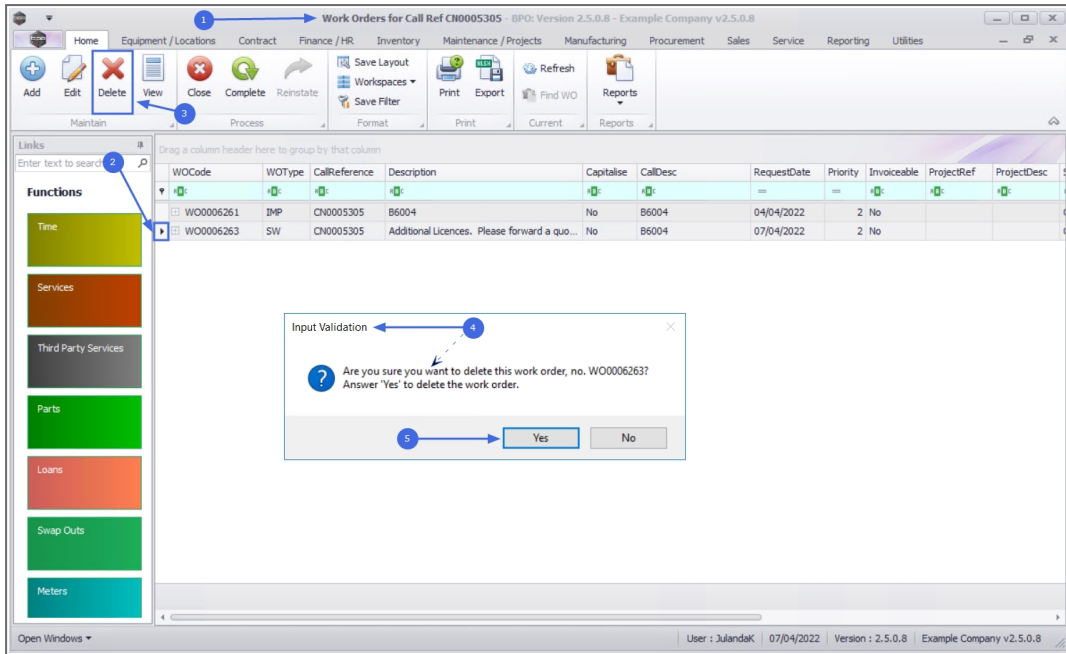 1
Work Orders for Call Ref CN0005305 - BPO: Version 2.5.0.8 - Example Company v2.5.0.8
Home Equipment / Locations Contract Finance / HR Inventory Maintenance / Projects Manufacturing Procurement Sales Service Reporting Utilities
Add Edit Delete View Close Complete Reinstate
Save Layout
Workspaces
Save Filter
Print Export
Refresh
Find WO
Reports
3
Maintain Process Format Print Current Reports
Links
Enter text to search
2
Drag a column header here to group by that column
WOCode WOType CallReference Description Capitalise CallDesc RequestDate Priority Invoiceable ProjectRef ProjectDesc
WO0006261 IMP CN0005305 B6004 No B6004 04/04/2022 2 No
WO0006263 SW CN0005305 Additional Licences. Please forward a quo... No B6004 07/04/2022 2 No
Functions
Time
Services
Third Party Services
Parts
Loans
Swap Outs
Meters
Input Validation
4
Are you sure you want to delete this work order, no. WO0006263?
Answer 'Yes' to delete the work order.
5
Yes No
Open Windows
User : JulandaK 07/04/2022 Version : 2.5.0.8 Example Company v2.5.0.8